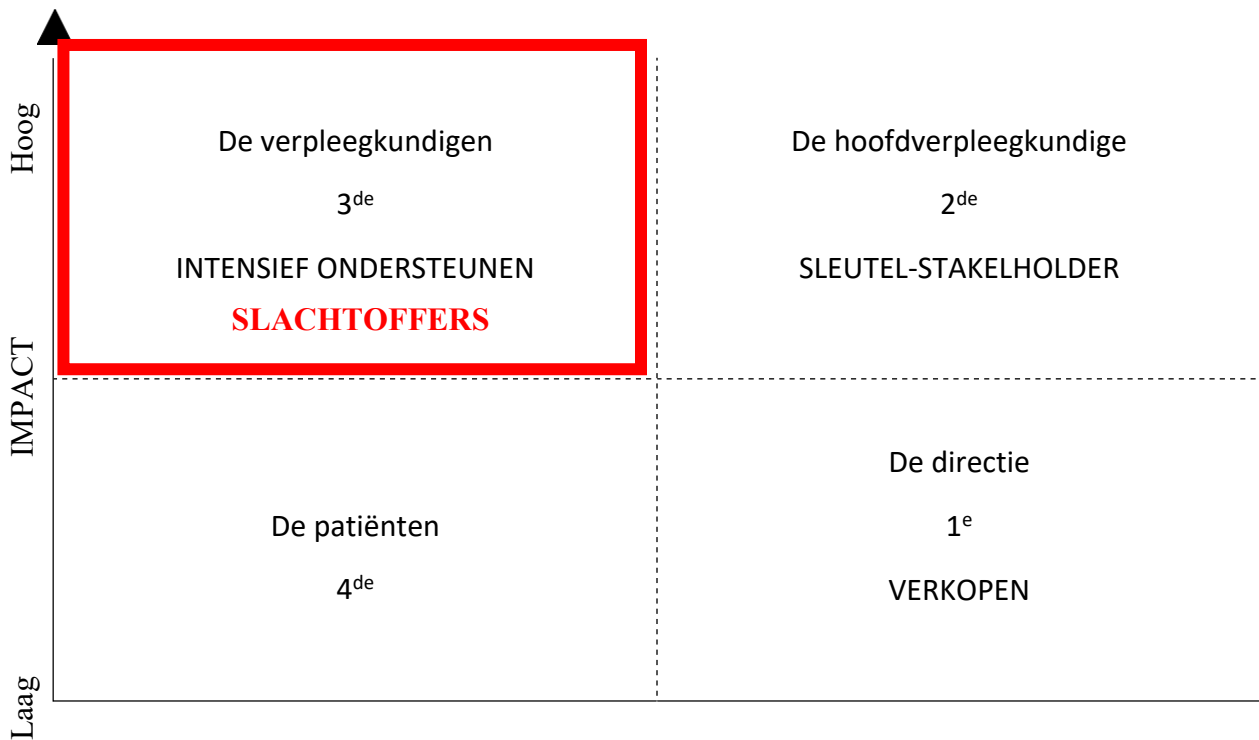 Hoog
De verpleegkundigen
3de
INTENSIEF ONDERSTEUNEN
SLACHTOFFERS
De hoofdverpleegkundige
2de
SLEUTEL-STAKELHOLDER
IMPACT
De patiënten
4de
De directie
1e
VERKOPEN
Laag